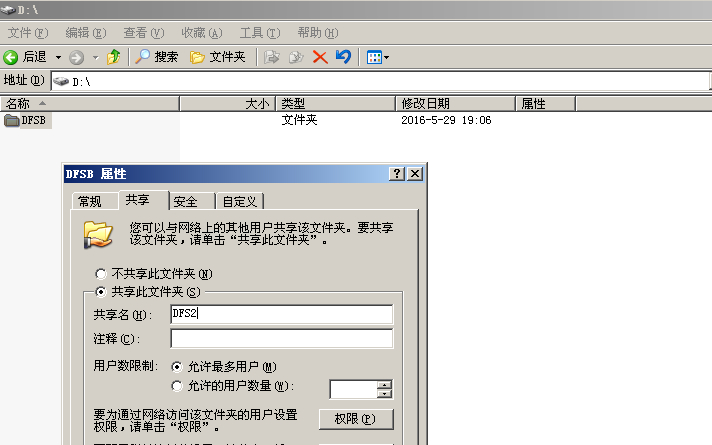 D:\
文件(F) 编辑(E) 查看(V) 收藏(A) 工具(T) 帮助(H)
后退 搜索 文件夹
地址(D) D:\
名称 大小 类型 修改日期 属性
DFSB 文件夹 2016-5-29 19:06
DFSB 属性
常规 共享 安全 自定义
您可以与网络上的其他用户共享该文件夹。要共享
该文件夹，请单击“共享此文件夹”。
不共享此文件夹(N)
共享此文件夹(S)
共享名(H): DFS2
注释(C):
用户数限制: 允许最多用户(M)
允许的用户数量(W):
要为通过网络访问该文件夹的用户设置
权限，请单击“权限”。 权限(P)